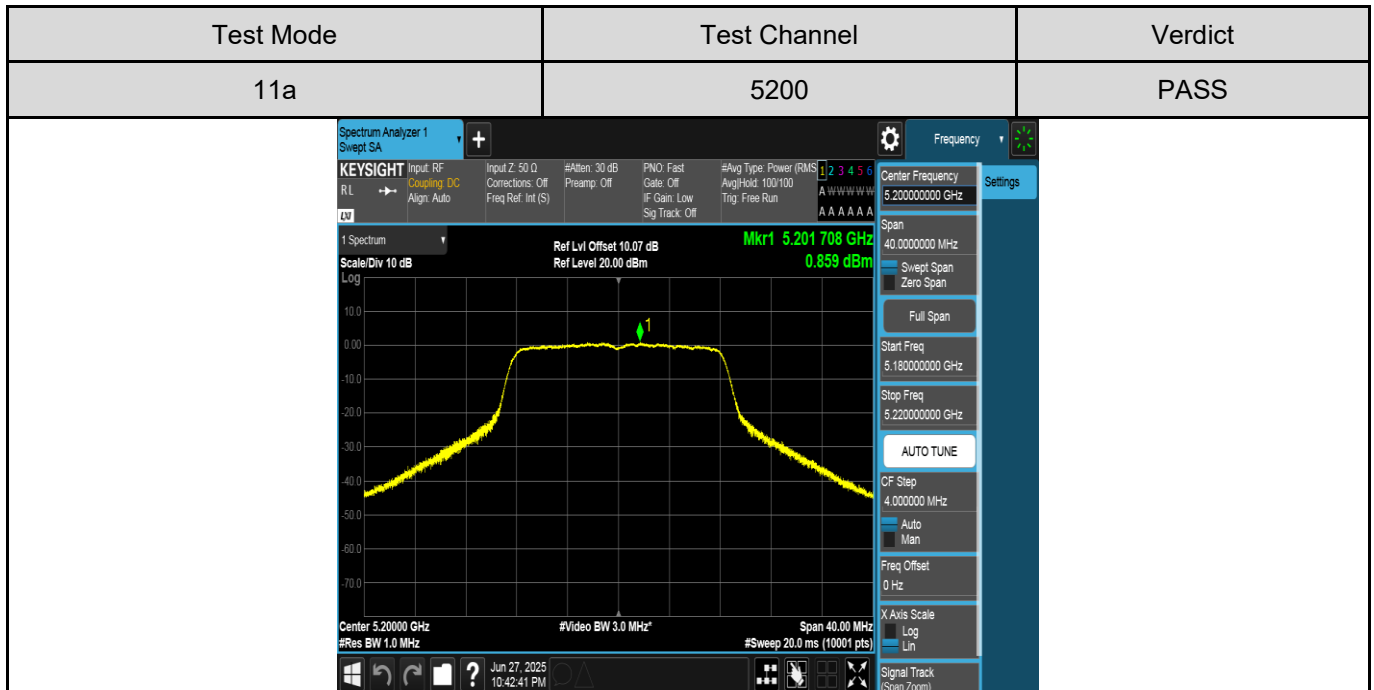 Test Mode Test Channel Verdict
11a 5200 PASS
Spectrum Analyzer 1
Swept SA
+
Frequency
KEYSIGHT
RL
LXI
Input: RF
Coupling: DC
Align: Auto
Input Z: 50 Ω
Corrections: Off
Freq Ref: Int (S)
#Atten: 30 dB
Preamp: Off
PNO: Fast
Gate: Off
IF Gain: Low
Sig Track: Off
#Avg Type: Power (RMS
Avg|Hold: 100/100
Trig: Free Run
1 2 3 4 5 6
A W W W W W
A A A A A A
1 Spectrum
Scale/Div 10 dB
Log
Ref Lvl Offset 10.07 dB
Ref Level 20.00 dBm
Mkr1 5.201 708 GHz
0.859 dBm
10.0
0.00
-10.0
-20.0
-30.0
-40.0
-50.0
-60.0
-70.0
1
Center 5.20000 GHz
#Res BW 1.0 MHz
#Video BW 3.0 MHz*
Span 40.00 MHz
#Sweep 20.0 ms (10001 pts)
?
Jun 27, 2025
10:42:41 PM
Center Frequency
5.200000000 GHz
Span
40.0000000 MHz
Swept Span
Zero Span
Full Span
Start Freq
5.180000000 GHz
Stop Freq
5.220000000 GHz
AUTO TUNE
CF Step
4.000000 MHz
Auto
Man
Freq Offset
0 Hz
X Axis Scale
Log
Lin
Signal Track
(Span Zoom)
Settings